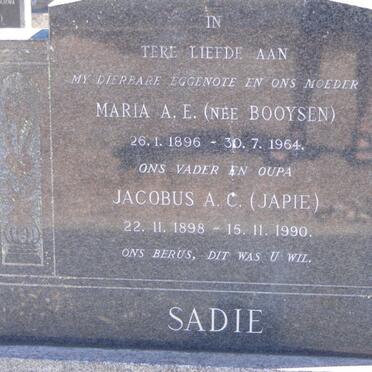 IN
TERE LIEFDE AAN
MY DIERBARE EGGENOTE EN ONS MOEDER
MARIA A. E. (NÉE BOOYSEN)
26. 1. 1896 - 30. 7. 1964.
ONS VADER EN OUPA
JACOBUS A. C. (JAPIE)
22. 11. 1898 - 15. 11. 1990.
ONS BERUS, DIT WAS U WIL.
SADIE